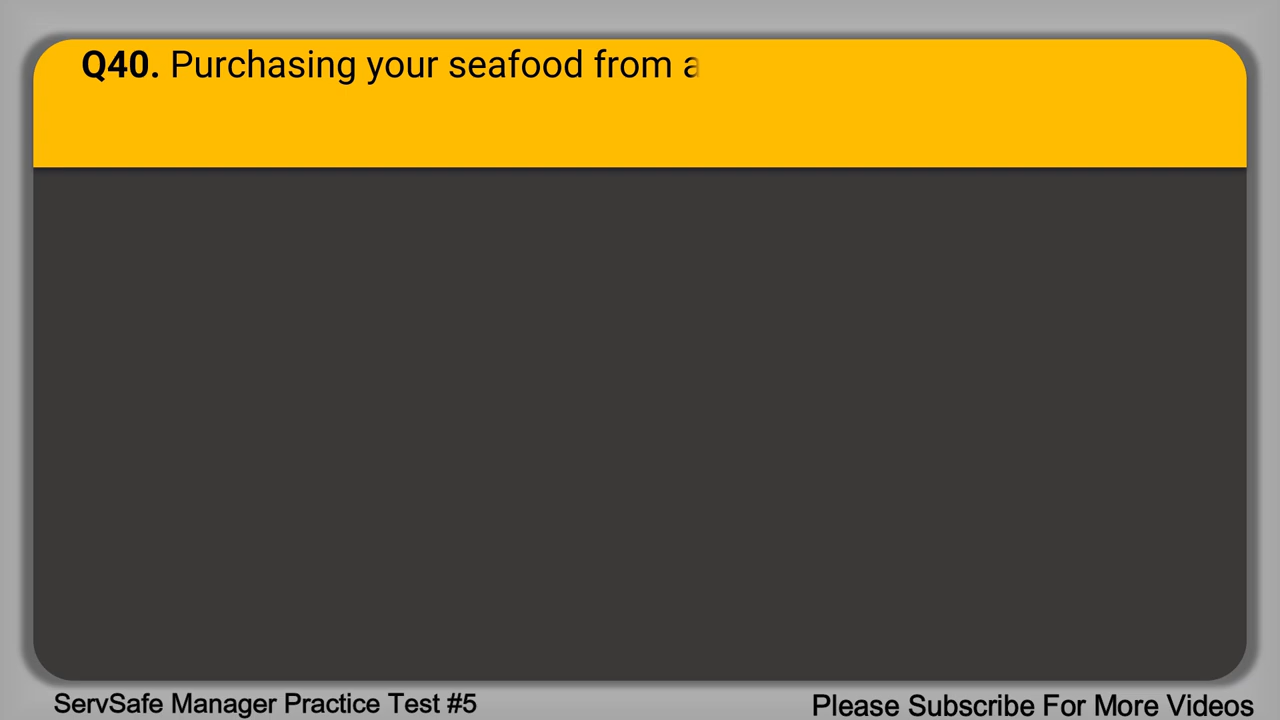 Q40. Purchasing your seafood from a
ServSafe Manager Practice Test #5
Please Subscribe For More Videos